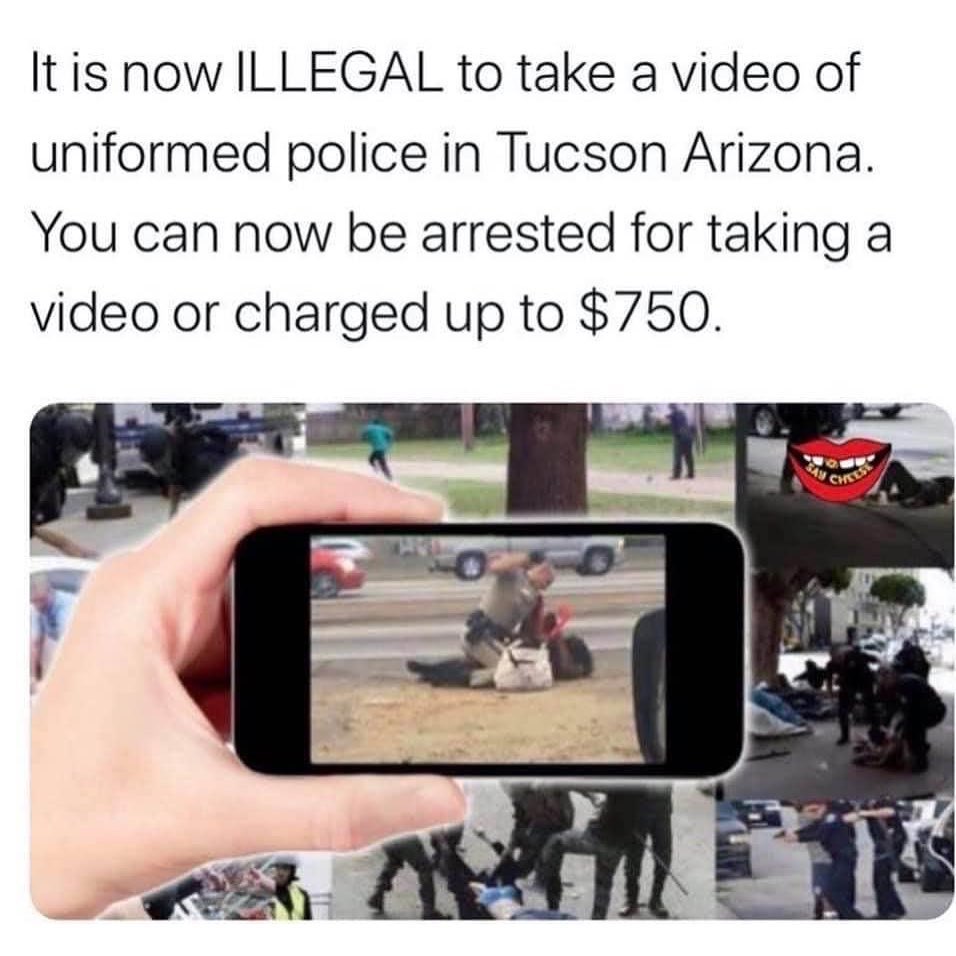 It is now ILLEGAL to take a video of
uniformed police in Tucson Arizona.
You can now be arrested for taking a
video or charged up to $750.
SAY CHEESE